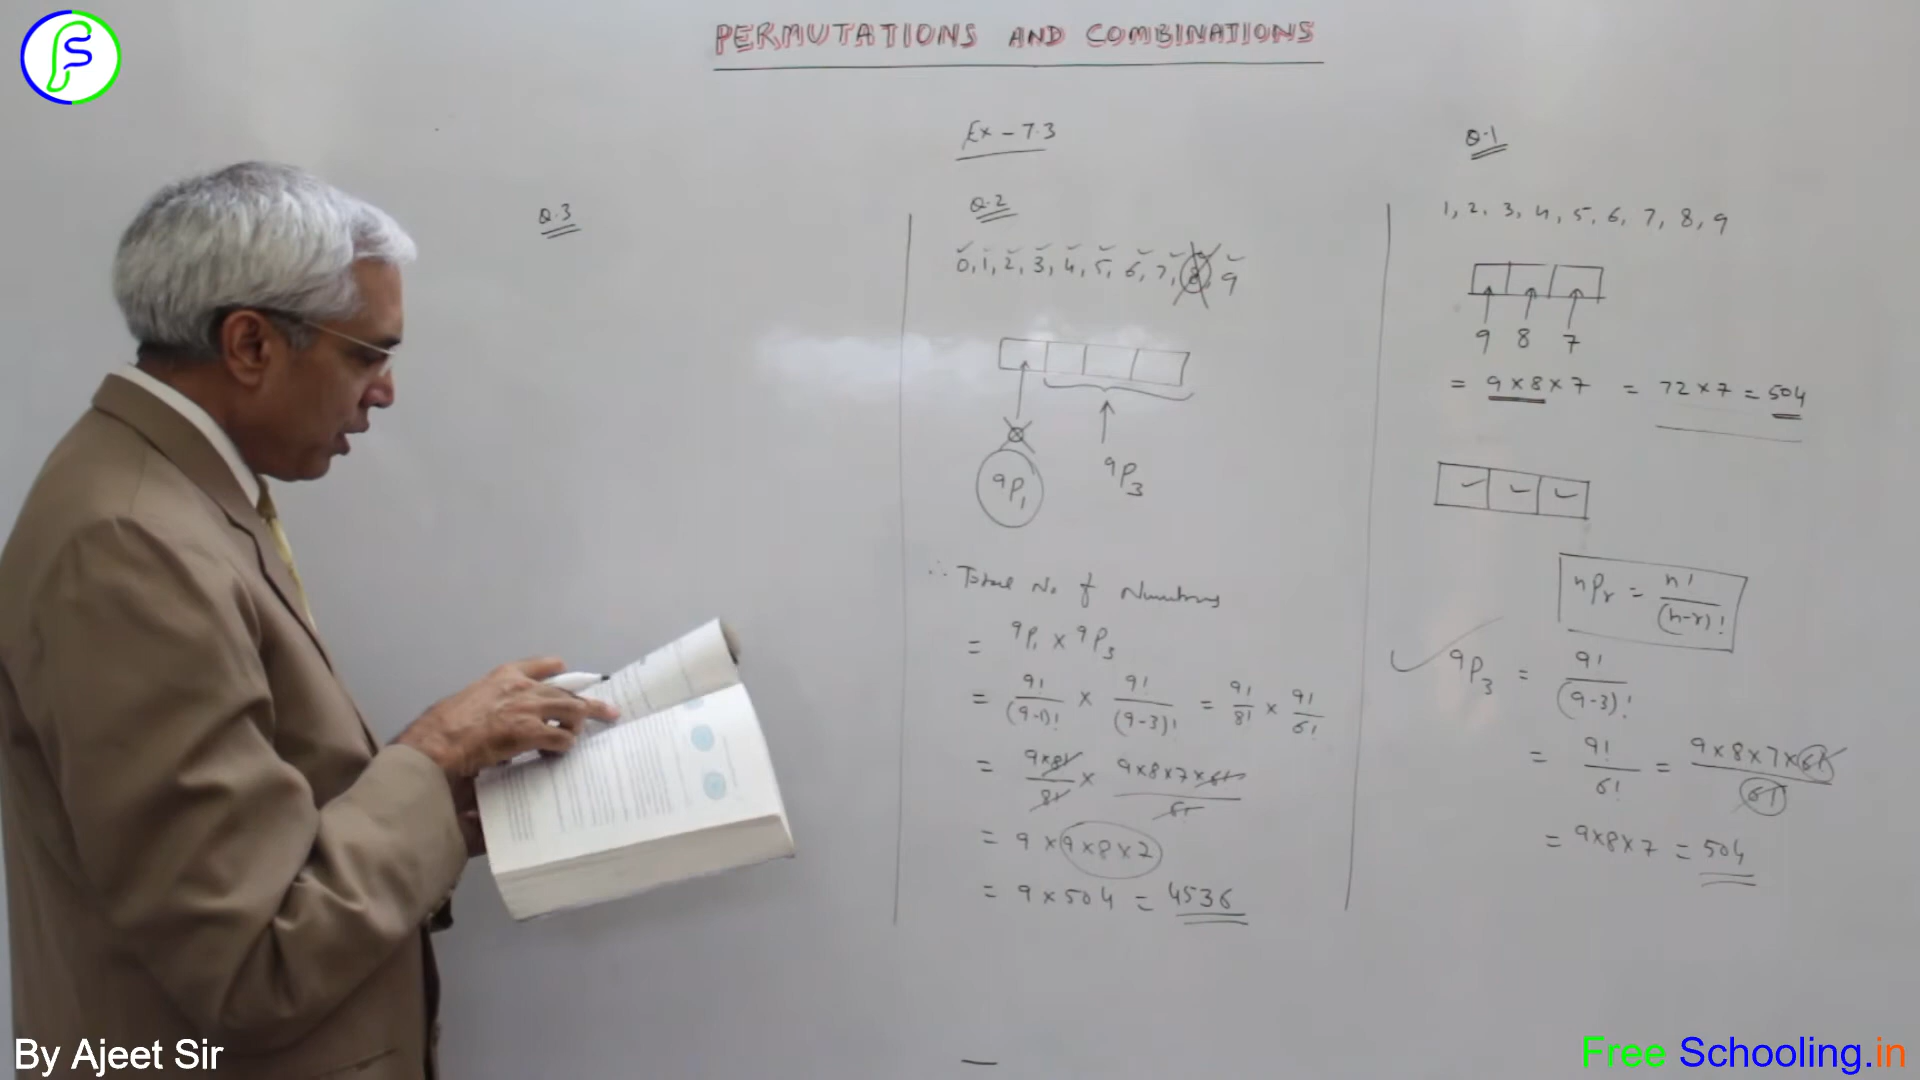 PERMUTATIONS AND COMBINATIONS
Ex - 7.3
Q.1
1, 2, 3, 4, 5, 6, 7, 8, 9
9 8 7
= 9 × 8 × 7 = 72 × 7 = 504
nPr = n! / (n-r)!
9P3 = 9! / (9-3)!
= 9! / 6! = 9×8×7×6! / 6!
= 9×8×7 = 504
Q.2
0, 1, 2, 3, 4, 5, 6, 7, 8, 9
0
9P1 9P3
∴ Total No of Numbers
= 9P1 × 9P3
= 9! / (9-1)! × 9! / (9-3)! = 9! / 8! × 9! / 6!
= 9×8! / 8! × 9×8×7×6! / 6!
= 9 × 9×8×7
= 9 × 504 = 4536
Q.3
By Ajeet Sir
Free Schooling.in